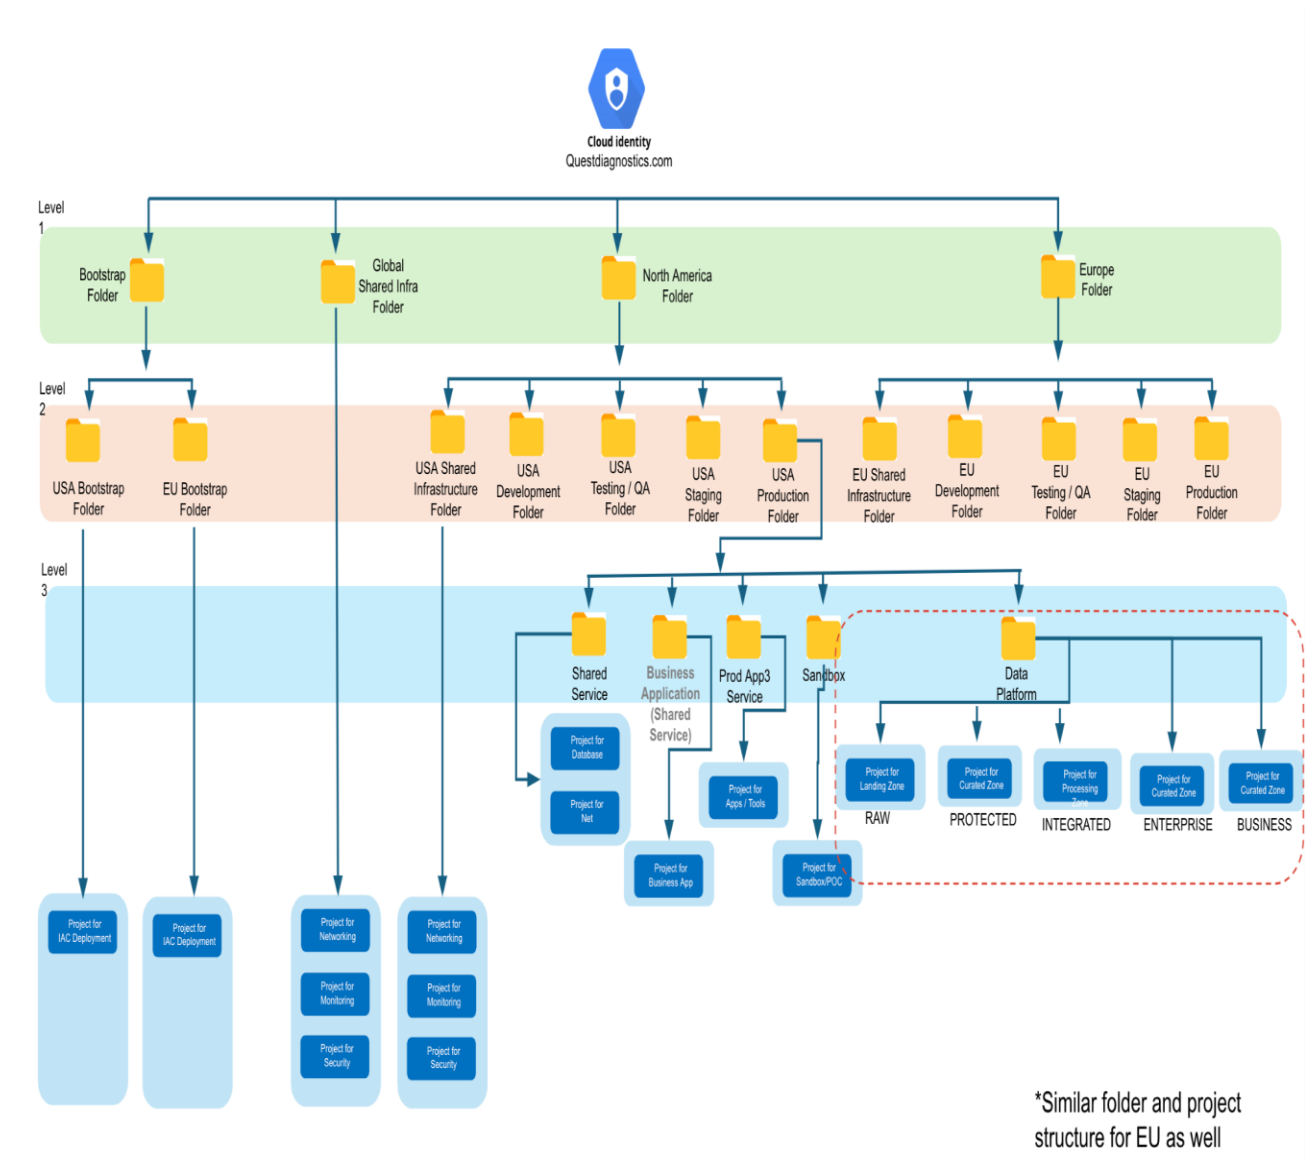 Cloud identity
Questdiagnostics.com
Level
1
Bootstrap
Folder
Global
Shared Infra
Folder
North America
Folder
Europe
Folder
Level
2
USA Bootstrap
Folder
EU Bootstrap
Folder
USA Shared
Infrastructure
Folder
USA
Development
Folder
USA
Testing / QA
Folder
USA
Staging
Folder
USA
Production
Folder
EU Shared
Infrastructure
Folder
EU
Development
Folder
EU
Testing / QA
Folder
EU
Staging
Folder
EU
Production
Folder
Level
3
Shared
Service
Business
Application
(Shared
Service)
Prod App3
Service
Sandbox
Data
Platform
Project for
Database
Project for
Net
Project for
Business App
Project for
Apps / Tools
Project for
Sandbox/POC
Project for
Landing Zone
RAW
Project for
Curated Zone
PROTECTED
Project for
Processing
Zone
INTEGRATED
Project for
Curated Zone
ENTERPRISE
Project for
Curated Zone
BUSINESS
Project for
IAC Deployment
Project for
IAC Deployment
Project for
Networking
Project for
Monitoring
Project for
Security
Project for
Networking
Project for
Monitoring
Project for
Security
*Similar folder and project
structure for EU as well